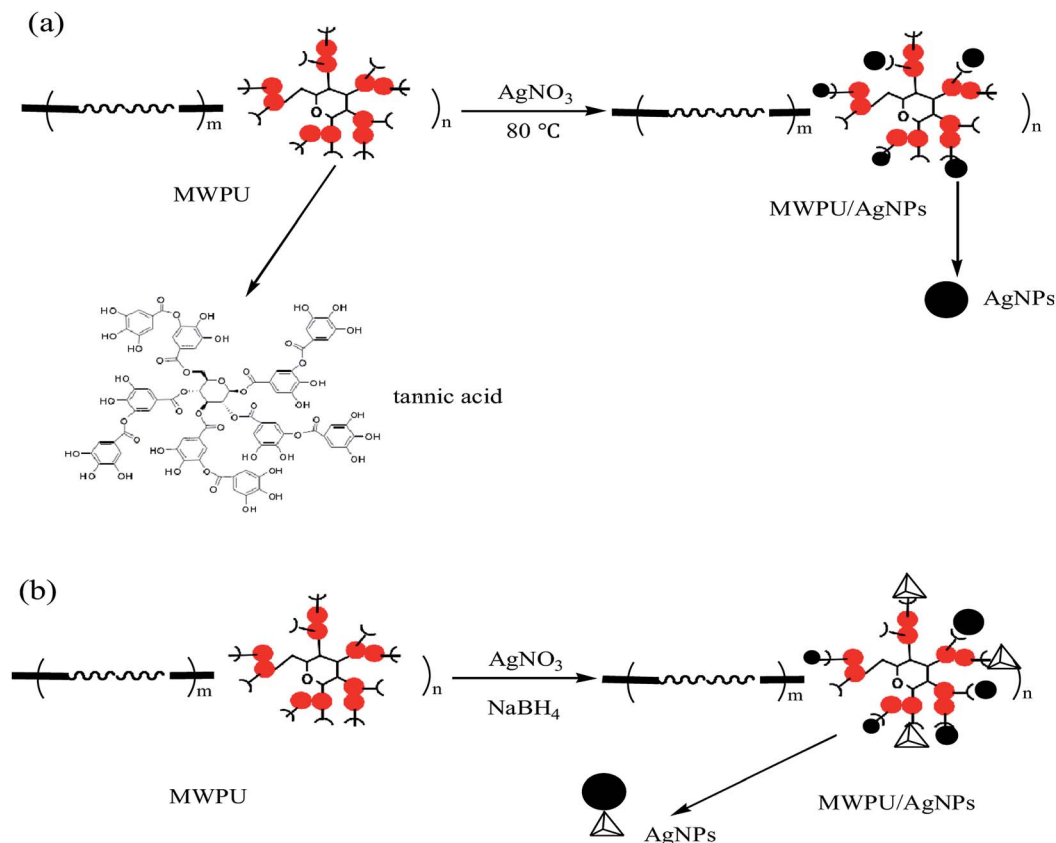 (a)
m
n
AgNO3
80 °C
m
n
O
O
MWPU
MWPU/AgNPs
AgNPs
tannic acid
(b)
m
n
AgNO3
NaBH4
m
n
O
O
MWPU
MWPU/AgNPs
AgNPs